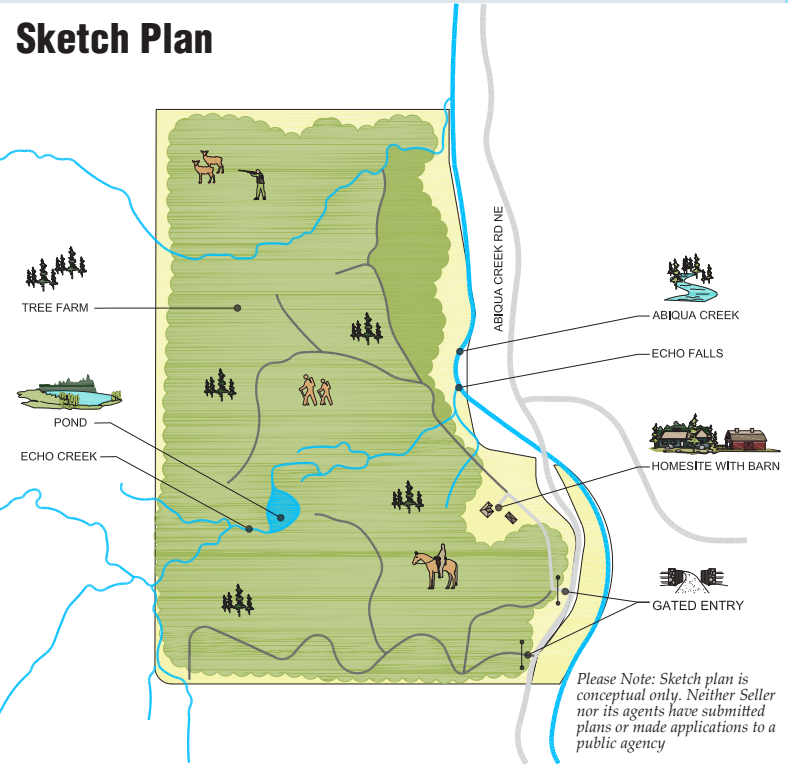 Sketch Plan
ABIQUA CREEK RD NE
TREE FARM
ABIQUA CREEK
ECHO FALLS
POND
ECHO CREEK
HOMESITE WITH BARN
GATED ENTRY
Please Note: Sketch plan is
conceptual only. Neither Seller
nor its agents have submitted
plans or made applications to a
public agency